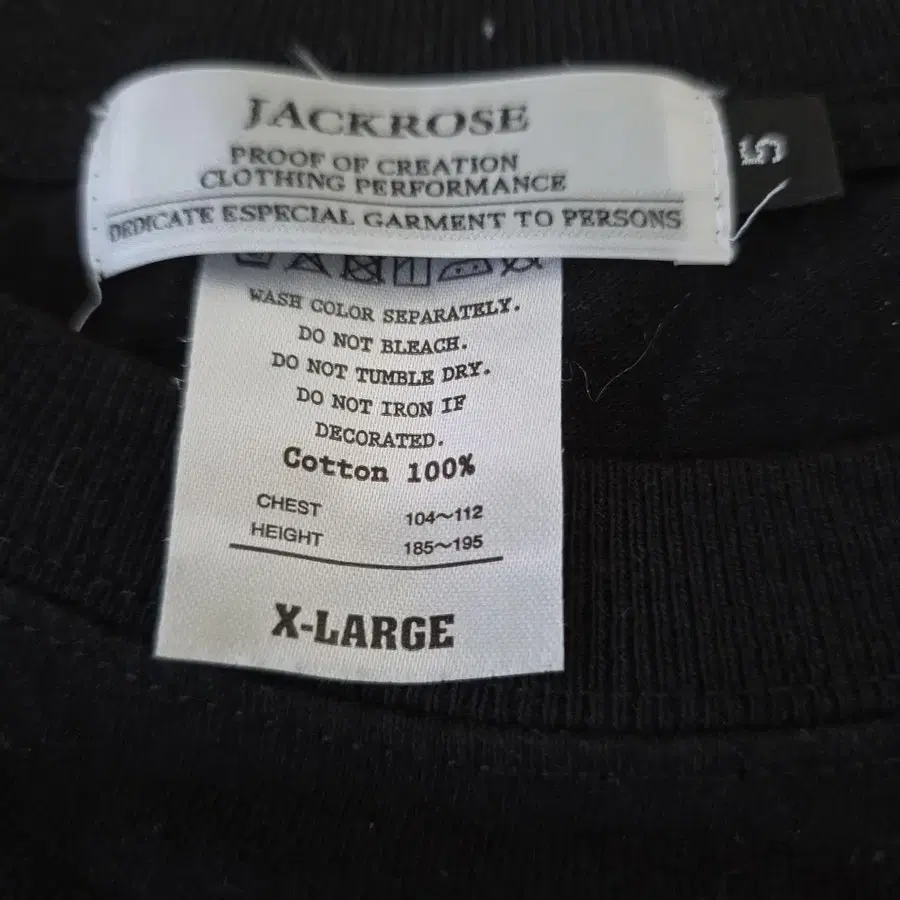 JACKROSE
PROOF OF CREATION
CLOTHING PERFORMANCE
DEDICATE ESPECIAL GARMENT TO PERSONS
5
WASH COLOR SEPARATELY.
DO NOT BLEACH.
DO NOT TUMBLE DRY.
DO NOT IRON IF
DECORATED.
Cotton 100%
CHEST 104~112
HEIGHT 185~195
X-LARGE